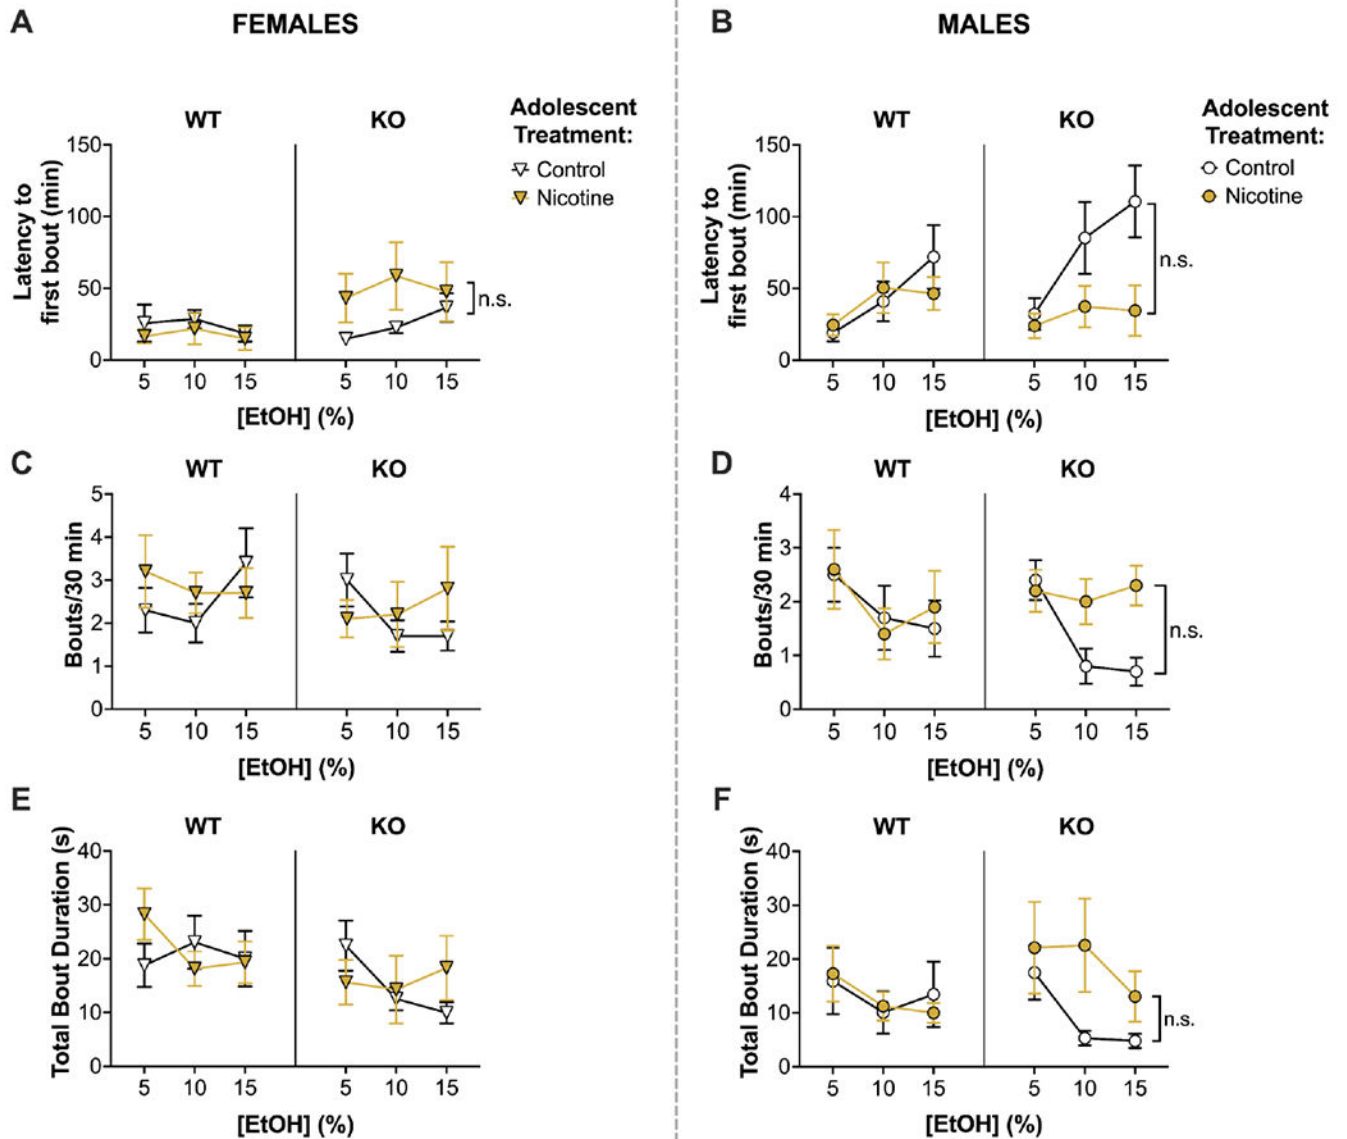 A
FEMALES
B
MALES
WT
KO
Adolescent
Treatment:
Control
Nicotine
Latency to
first bout (min)
150
100
50
0
5 10 15
5 10 15
n.s.
[EtOH] (%)
WT
KO
Adolescent
Treatment:
Control
Nicotine
Latency to
first bout (min)
150
100
50
0
5 10 15
5 10 15
n.s.
[EtOH] (%)
C
WT
KO
Bouts/30 min
5
4
3
2
1
0
5 10 15
5 10 15
[EtOH] (%)
D
WT
KO
Bouts/30 min
4
3
2
1
0
5 10 15
5 10 15
n.s.
[EtOH] (%)
E
WT
KO
Total Bout Duration (s)
40
30
20
10
0
5 10 15
5 10 15
[EtOH] (%)
F
WT
KO
Total Bout Duration (s)
40
30
20
10
0
5 10 15
5 10 15
n.s.
[EtOH] (%)